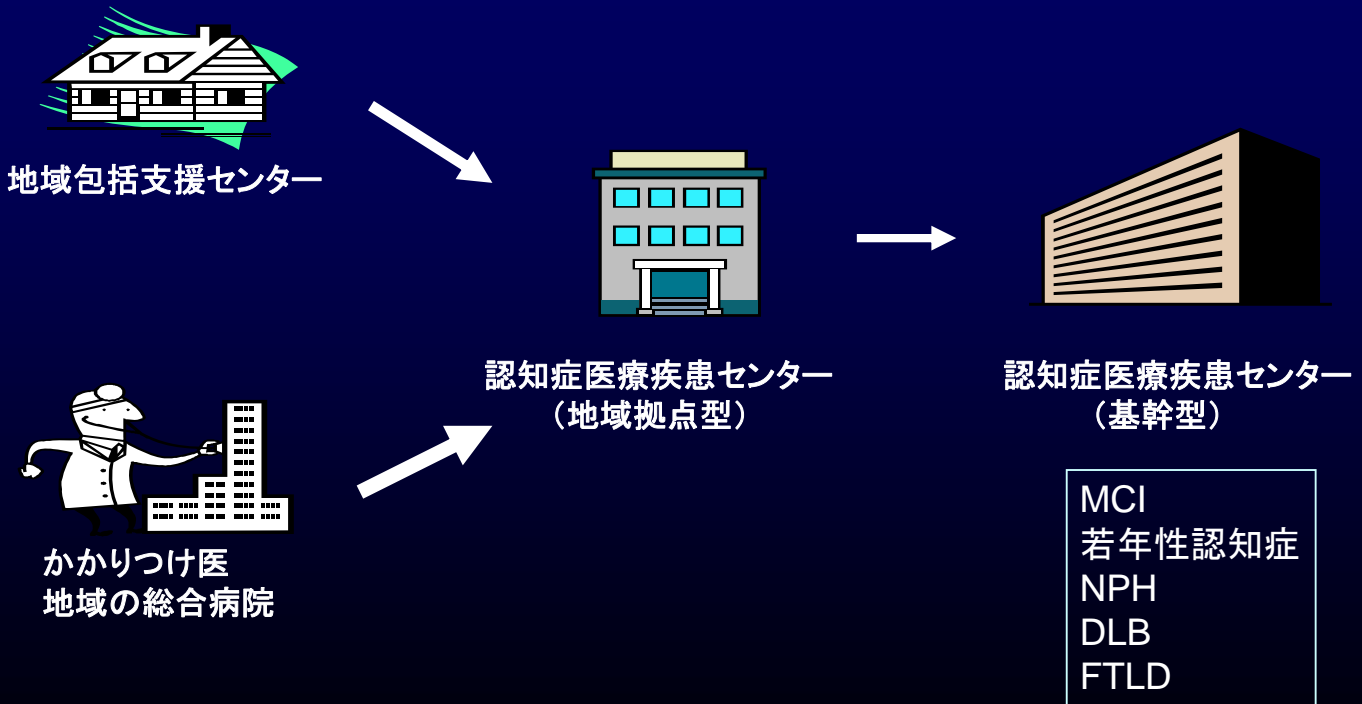 地域包括支援センター
認知症医療疾患センター
（地域拠点型）
認知症医療疾患センター
（基幹型）
かかりつけ医
地域の総合病院
MCI
若年性認知症
NPH
DLB
FTLD